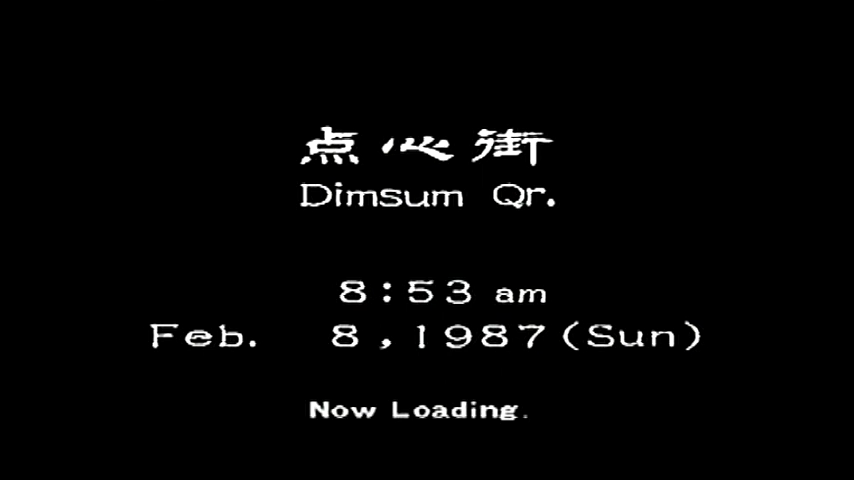 点心街
Dimsum Qr.
8:53 am
Feb. 8,1987(Sun)
Now Loading.